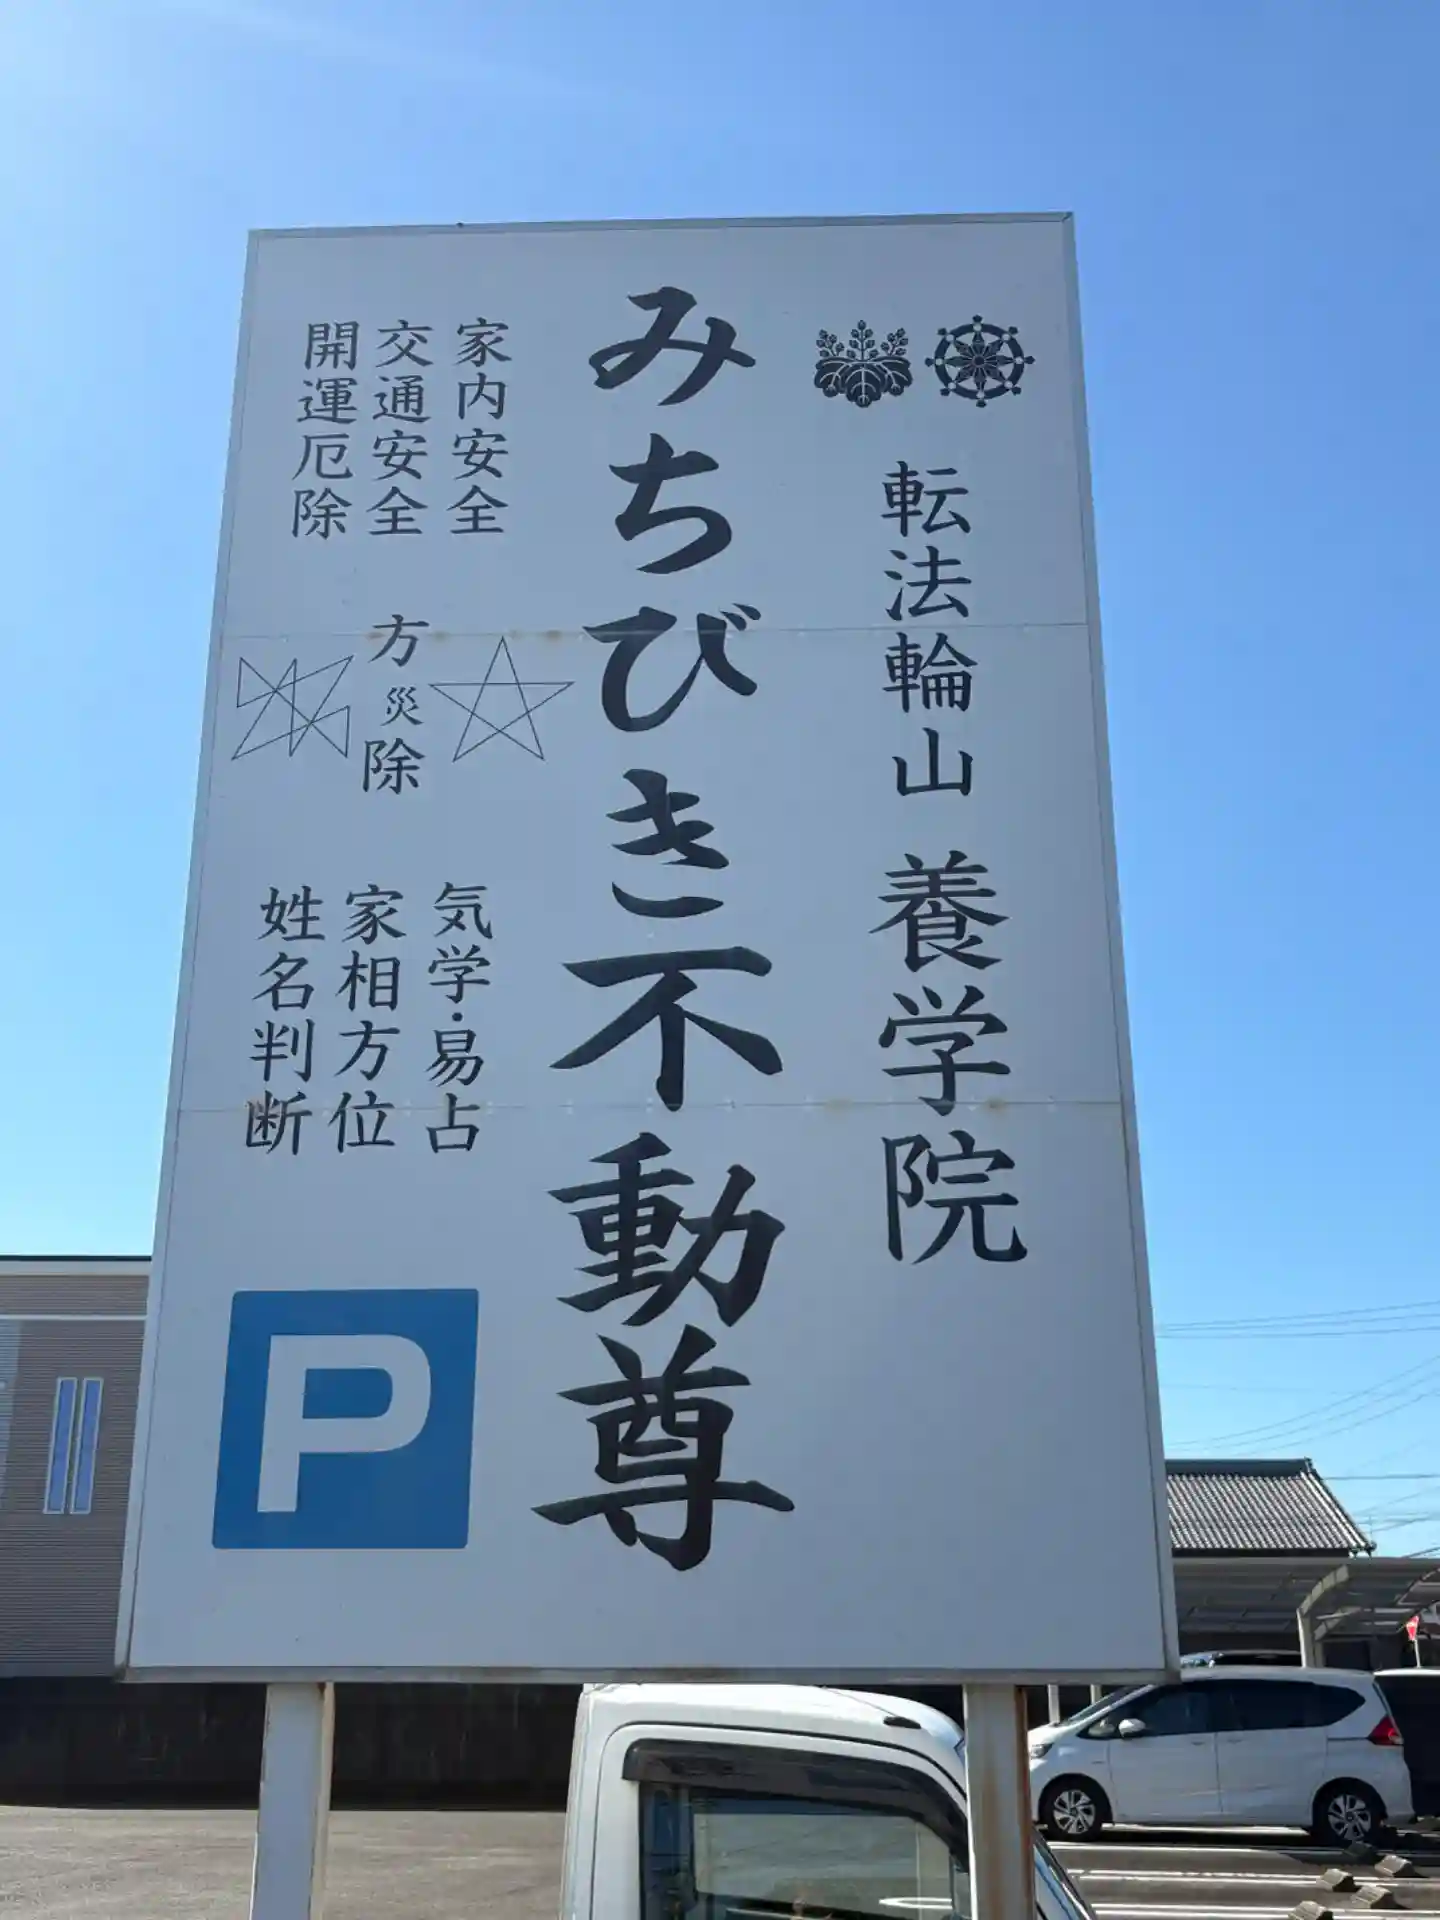 転法輪山 養学院
みちびき不動尊
家内安全
交通安全
開運厄除
方災除
気学・易占
家相方位
姓名判断
P